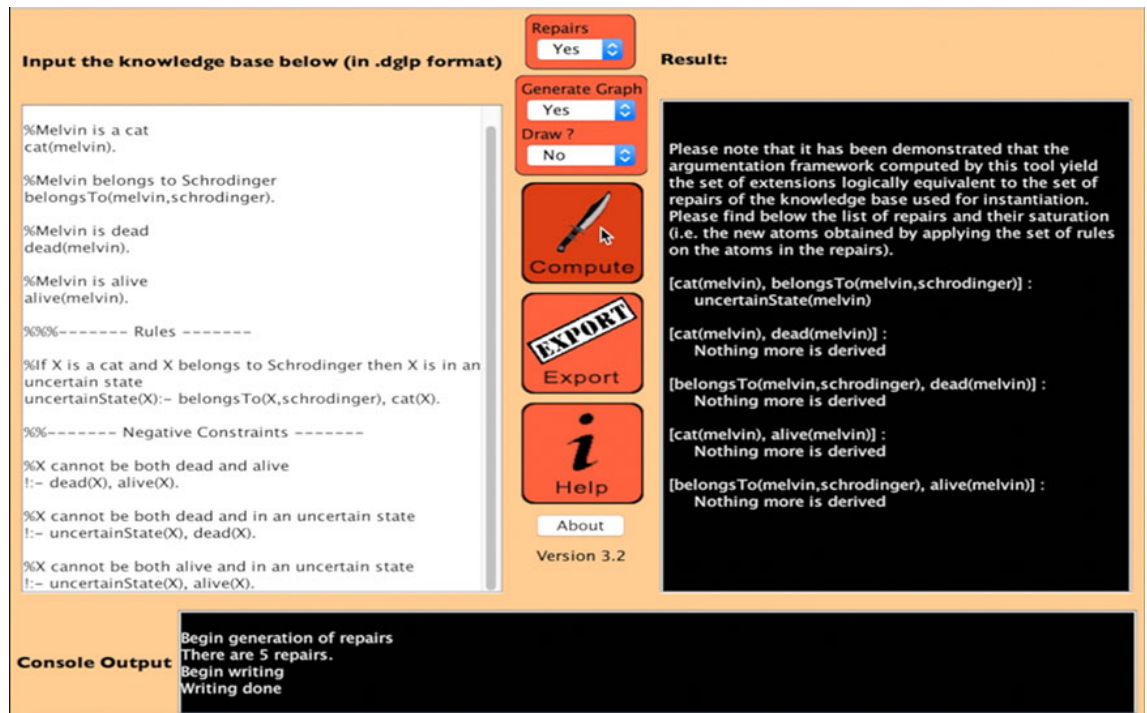 Input the knowledge base below (in .dglp format)
%Melvin is a cat
cat(melvin).
%Melvin belongs to Schrodinger
belongsTo(melvin,schrodinger).
%Melvin is dead
dead(melvin).
%Melvin is alive
alive(melvin).
%%%------- Rules -------
%If X is a cat and X belongs to Schrodinger then X is in an
uncertain state
uncertainState(X):- belongsTo(X,schrodinger), cat(X).
%%------- Negative Constraints -------
%X cannot be both dead and alive
!:- dead(X), alive(X).
%X cannot be both dead and in an uncertain state
!:- uncertainState(X), dead(X).
%X cannot be both alive and in an uncertain state
!:- uncertainState(X), alive(X).
Repairs
Yes
Generate Graph
Yes
Draw ?
No
Compute
EXPORT
Export
i
Help
About
Version 3.2
Result:
Please note that it has been demonstrated that the
argumentation framework computed by this tool yield
the set of extensions logically equivalent to the set of
repairs of the knowledge base used for instantiation.
Please find below the list of repairs and their saturation
(i.e. the new atoms obtained by applying the set of rules
on the atoms in the repairs).
[cat(melvin), belongsTo(melvin,schrodinger)] :
uncertainState(melvin)
[cat(melvin), dead(melvin)] :
Nothing more is derived
[belongsTo(melvin,schrodinger), dead(melvin)] :
Nothing more is derived
[cat(melvin), alive(melvin)] :
Nothing more is derived
[belongsTo(melvin,schrodinger), alive(melvin)] :
Nothing more is derived
Console Output
Begin generation of repairs
There are 5 repairs.
Begin writing
Writing done